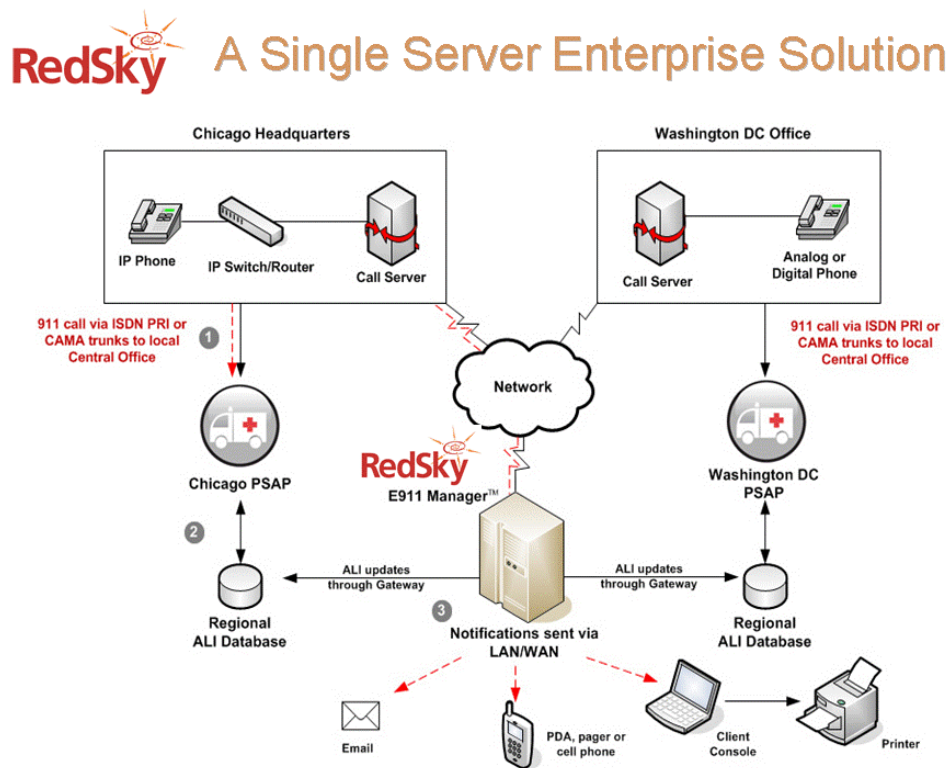 RedSky
A Single Server Enterprise Solution
Chicago Headquarters
Washington DC Office
IP Phone
IP Switch/Router
Call Server
Call Server
Analog or
Digital Phone
911 call via ISDN PRI or
CAMA trunks to local
Central Office
1
Network
911 call via ISDN PRI or
CAMA trunks to local
Central Office
Chicago PSAP
RedSky
E911 Manager™
Washington DC
PSAP
2
ALI updates
through Gateway
ALI updates
through Gateway
3
Regional
ALI Database
Notifications sent via
LAN/WAN
Regional
ALI Database
Email
PDA, pager or
cell phone
Client
Console
Printer